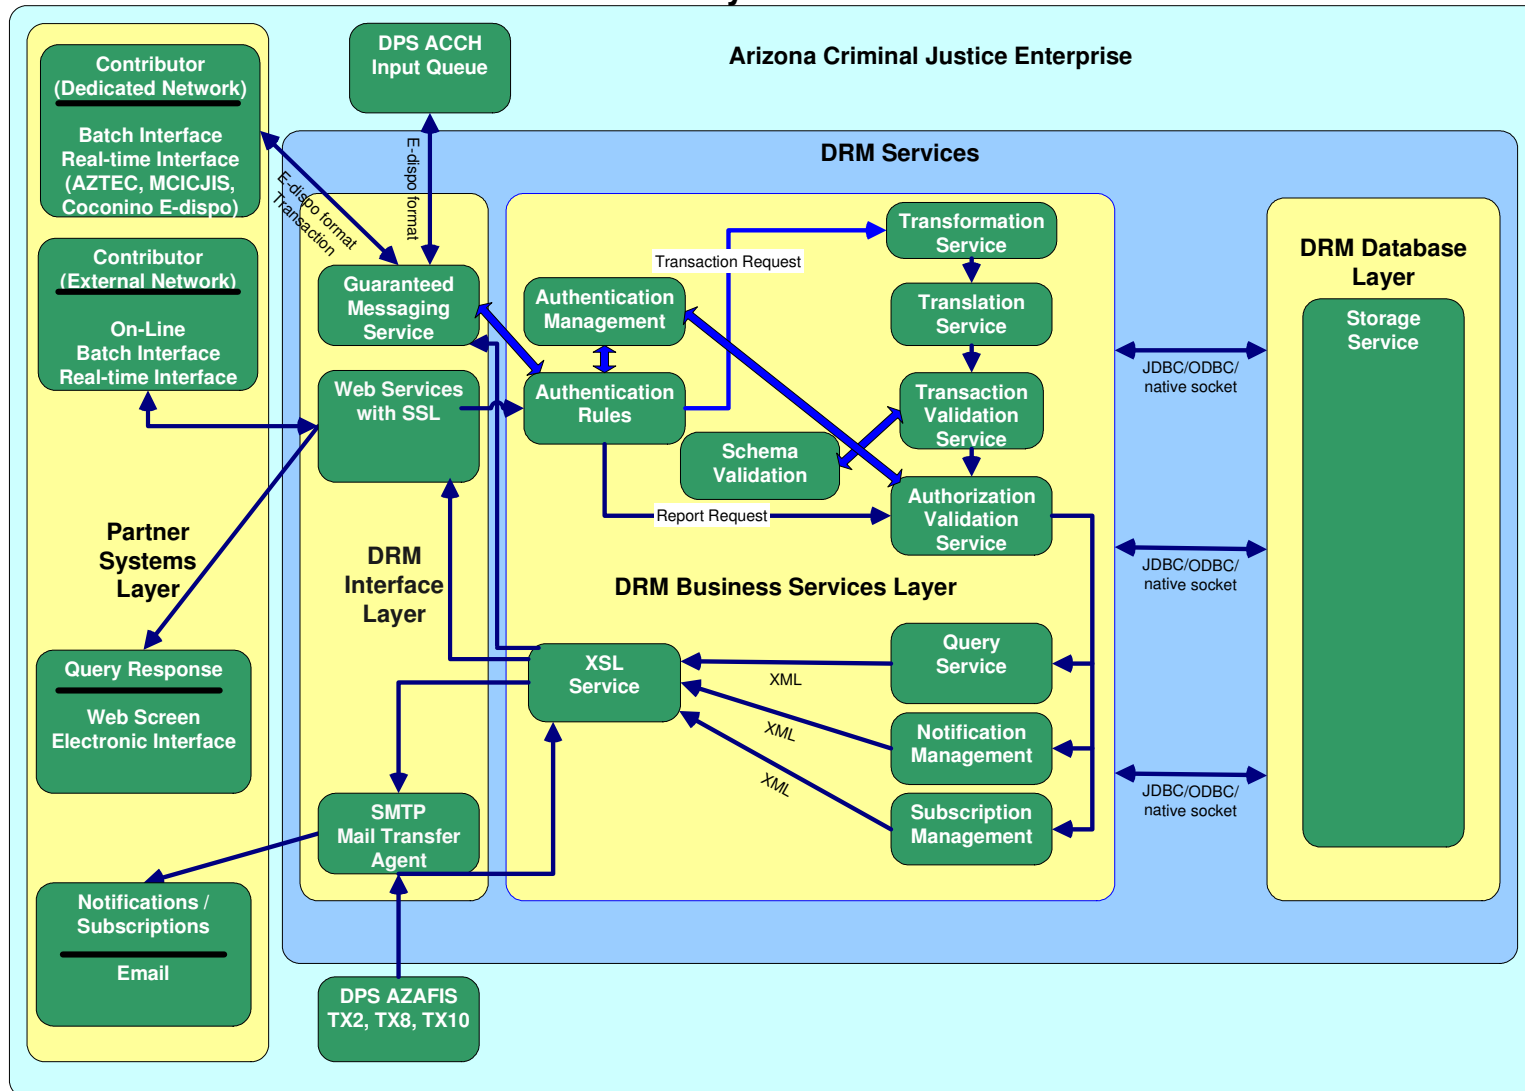 Arizona Criminal Justice Enterprise
Contributor
(Dedicated Network)
Batch Interface
Real-time Interface
(AZTEC, MCICJIS,
Coconino E-dispo)
DPS ACCH
Input Queue
E-dispo format
E-dispo format
Transaction
Contributor
(External Network)
On-Line
Batch Interface
Real-time Interface
Partner
Systems
Layer
Query Response
Web Screen
Electronic Interface
Notifications /
Subscriptions
Email
DRM Services
Guaranteed
Messaging
Service
Web Services
with SSL
DRM
Interface
Layer
SMTP
Mail Transfer
Agent
DPS AZAFIS
TX2, TX8, TX10
Transaction Request
Authentication
Management
Authentication
Rules
Schema
Validation
Report Request
Transformation
Service
Translation
Service
Transaction
Validation
Service
Authorization
Validation
Service
DRM Business Services Layer
XSL
Service
XML
XML
XML
Query
Service
Notification
Management
Subscription
Management
JDBC/ODBC/
native socket
JDBC/ODBC/
native socket
JDBC/ODBC/
native socket
DRM Database
Layer
Storage
Service